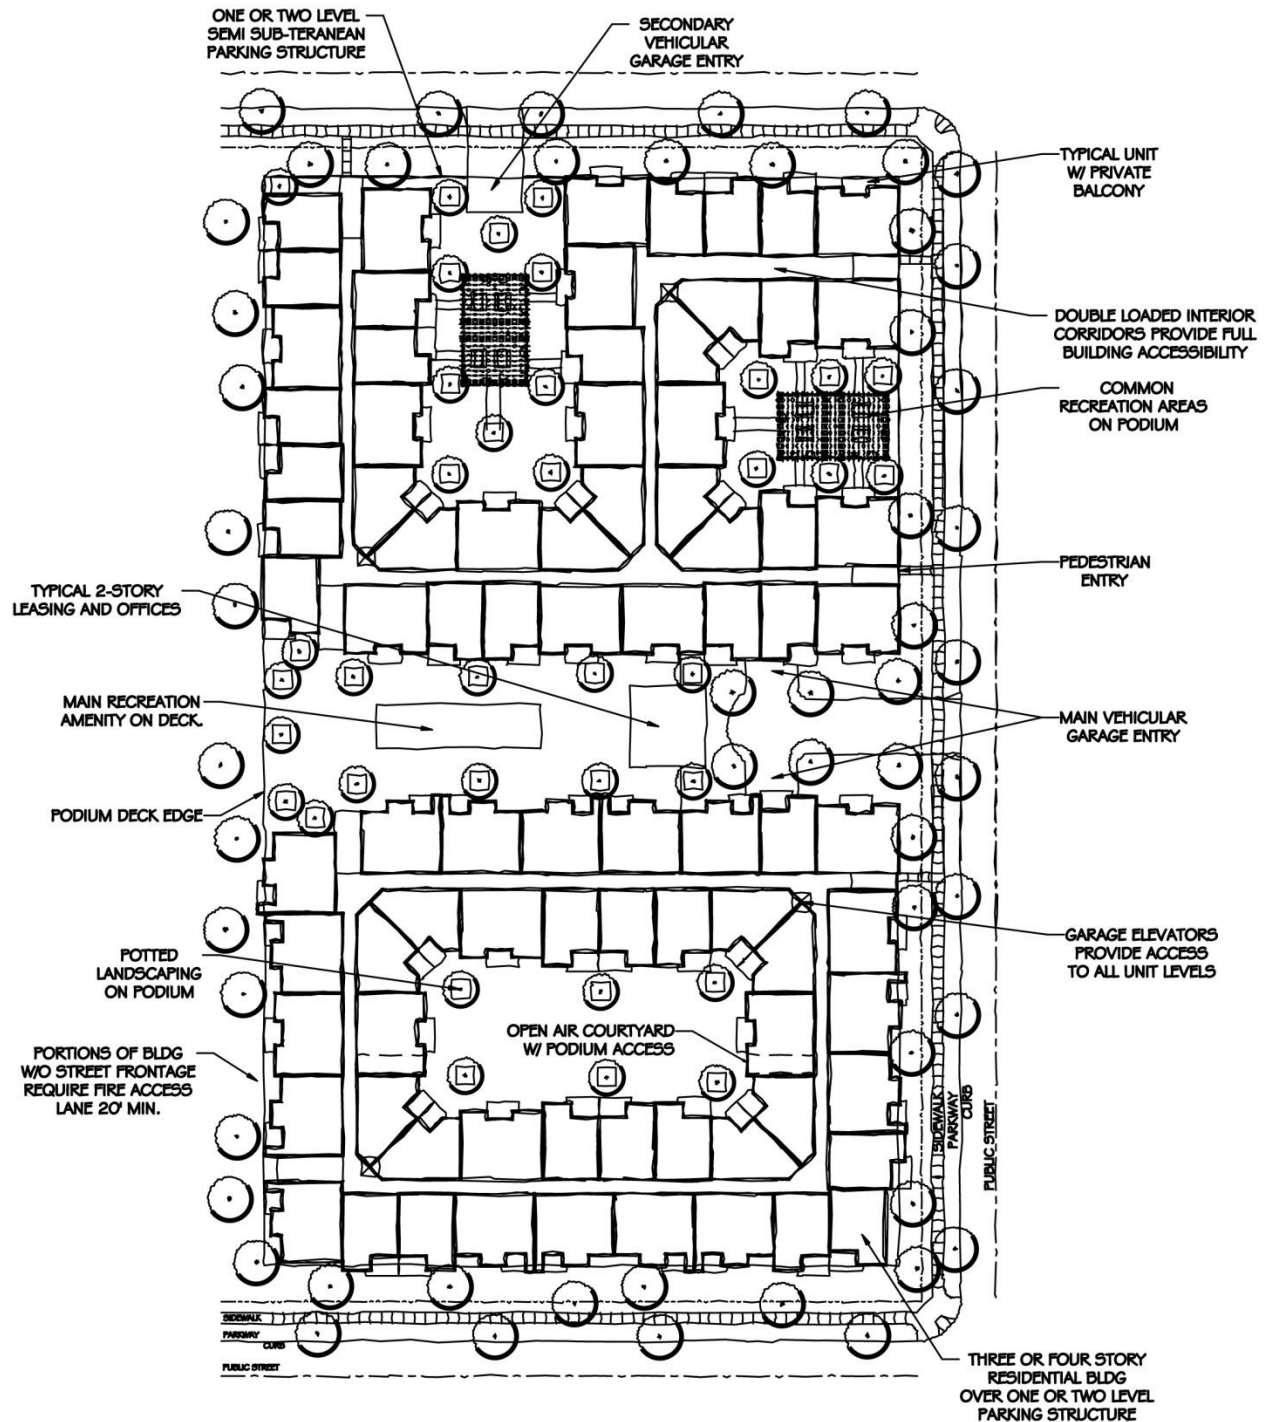 ONE OR TWO LEVEL
SEMI SUB-TERANEAN
PARKING STRUCTURE
SECONDARY
VEHICULAR
GARAGE ENTRY
TYPICAL UNIT
W/ PRIVATE
BALCONY
DOUBLE LOADED INTERIOR
CORRIDORS PROVIDE FULL
BUILDING ACCESSIBILITY
COMMON
RECREATION AREAS
ON PODIUM
PEDESTRIAN
ENTRY
TYPICAL 2-STORY
LEASING AND OFFICES
MAIN RECREATION
AMENITY ON DECK.
MAIN VEHICULAR
GARAGE ENTRY
PODIUM DECK EDGE
GARAGE ELEVATORS
PROVIDE ACCESS
TO ALL UNIT LEVELS
POTTED
LANDSCAPING
ON PODIUM
OPEN AIR COURTYARD
W/ PODIUM ACCESS
PORTIONS OF BLDG
W/O STREET FRONTAGE
REQUIRE FIRE ACCESS
LANE 20' MIN.
SIDEWALK
PARKWAY
CURB
PUBLIC STREET
SIDEWALK
PARKWAY
CURB
PUBLIC STREET
THREE OR FOUR STORY
RESIDENTIAL BLDG
OVER ONE OR TWO LEVEL
PARKING STRUCTURE